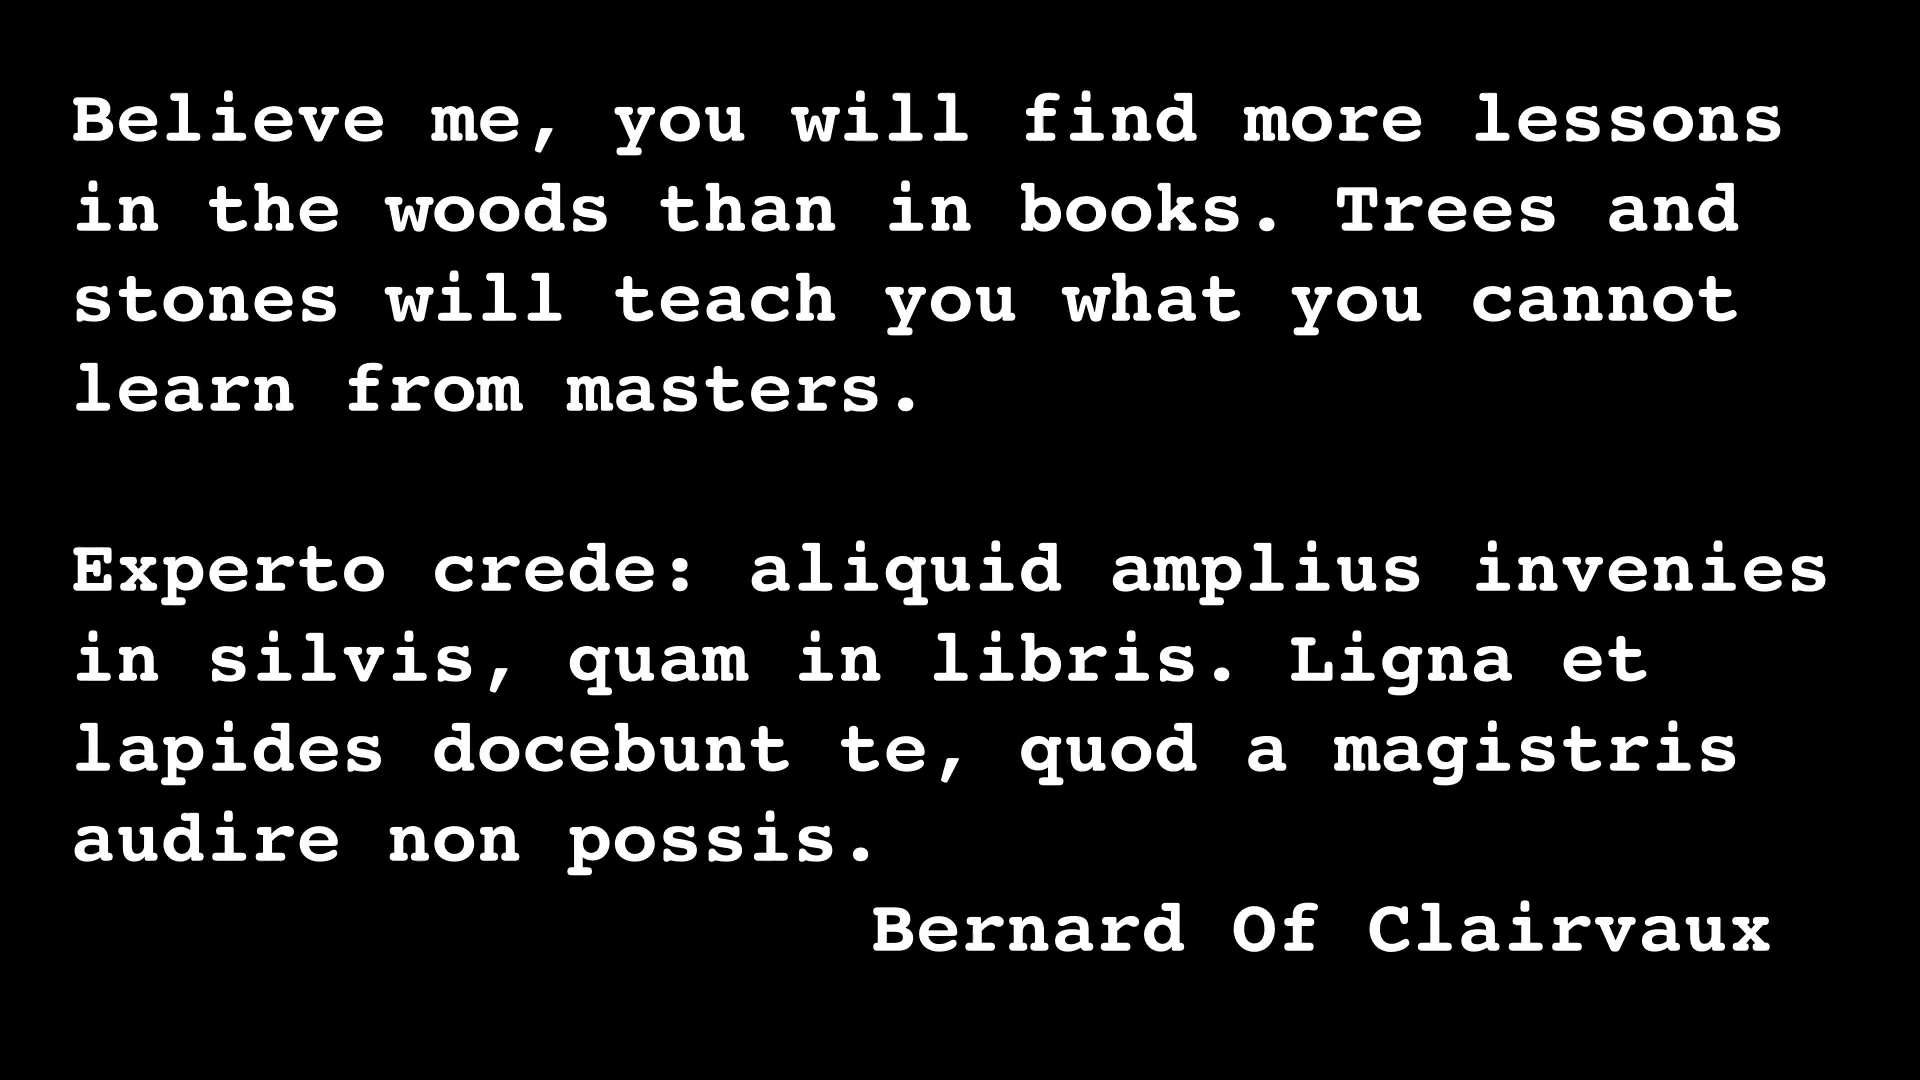 Believe me, you will find more lessons
in the woods than in books. Trees and
stones will teach you what you cannot
learn from masters.
Experto crede: aliquid amplius invenies
in silvis, quam in libris. Ligna et
lapides docebunt te, quod a magistris
audire non possis.
Bernard Of Clairvaux